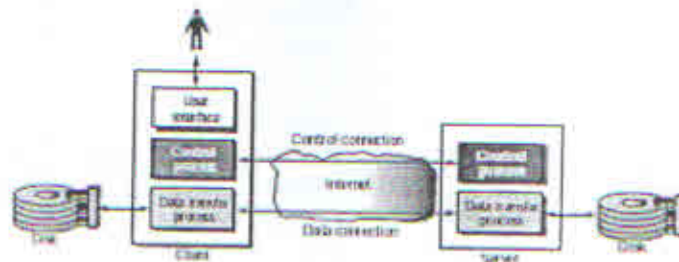 User
interface
Control connection
Control
process
Control
process
Internet
Data transfer
process
Data transfer
process
Data connection
Disk
Client
Server
Disk